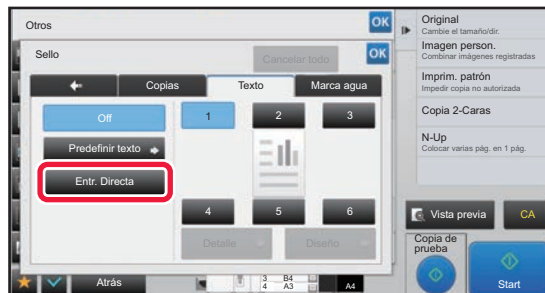 Otros
OK
Sello
Cancelar todo
OK
Copias
Texto
Marca agua
Off
1
2
3
Predefinir texto
Entr. Directa
4
5
6
Detalle
Diseño
Atrás
3 B4
4 A3
A4
Original
Cambie el tamaño/dir.
Imagen person.
Combinar imágenes registradas
Imprim. patrón
Impedir copia no autorizada
Copia 2-Caras
N-Up
Colocar varias pág. en 1 pág.
Vista previa
CA
Copia de
prueba
Start